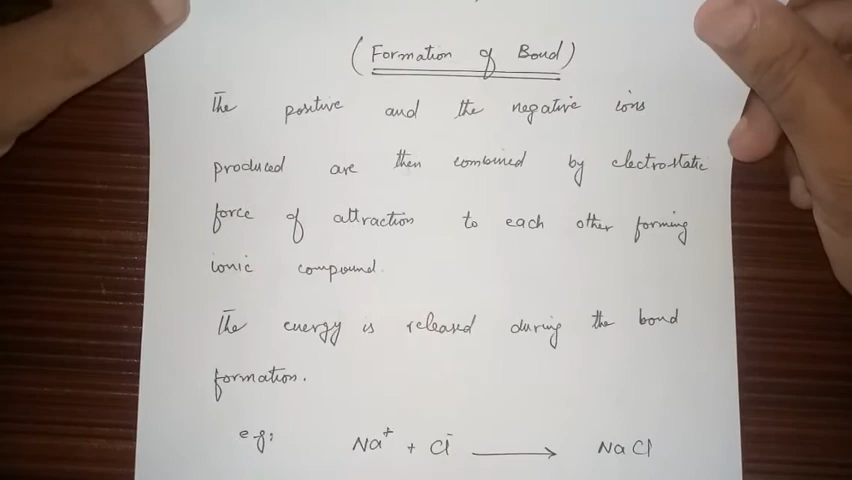 (Formation of Bond)
The positive and the negative ions
produced are then combined by electrostatic
force of attraction to each other forming
ionic compound.
The energy is released during the bond
formation.
e.g; Na⁺ + Cl⁻ ⟶ NaCl